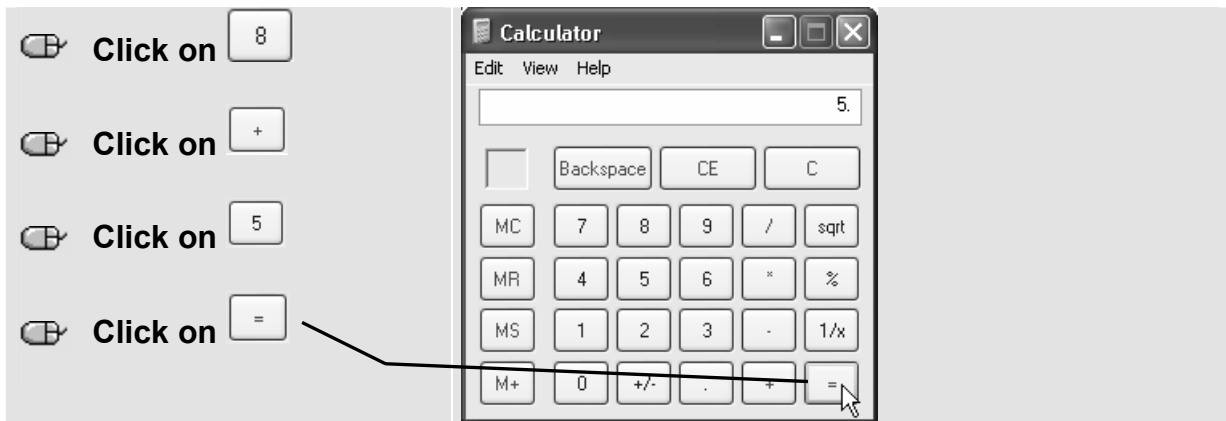 Click on 8
Click on +
Click on 5
Click on =
Calculator
Edit View Help
5.
Backspace CE C
MC 7 8 9 / sqrt
MR 4 5 6 * %
MS 1 2 3 - 1/x
M+ 0 +/- . + =